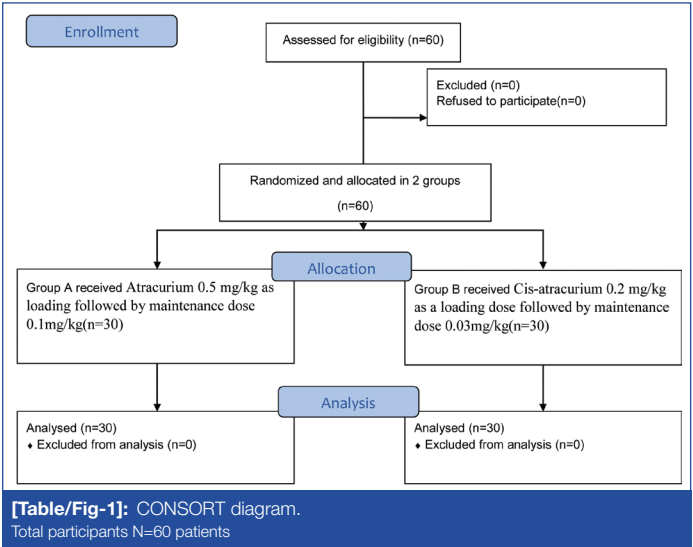 Enrollment
Assessed for eligibility (n=60)
Excluded (n=0)
Refused to participate(n=0)
Randomized and allocated in 2 groups
(n=60)
Allocation
Group A received Atracurium 0.5 mg/kg as
loading followed by maintenance dose
0.1mg/kg(n=30)
Group B received Cis-atracurium 0.2 mg/kg
as a loading dose followed by maintenance
dose 0.03mg/kg(n=30)
Analysis
Analysed (n=30)
♦ Excluded from analysis (n=0)
Analysed (n=30)
♦ Excluded from analysis (n=0)
[Table/Fig-1]: CONSORT diagram.
Total participants N=60 patients